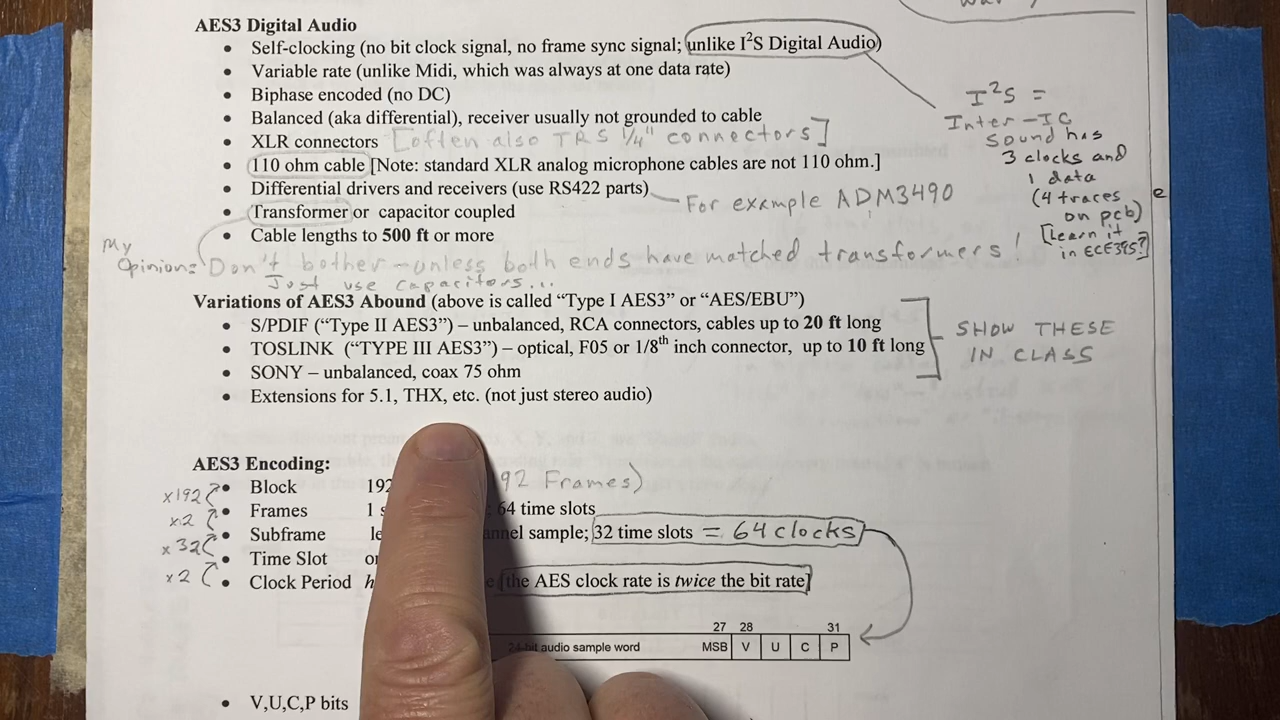 AES3 Digital Audio
• Self-clocking (no bit clock signal, no frame sync signal; unlike I²S Digital Audio)
• Variable rate (unlike Midi, which was always at one data rate)
• Biphase encoded (no DC)
• Balanced (aka differential), receiver usually not grounded to cable
• XLR connectors [often also TRS 1/4" connectors]
• 110 ohm cable [Note: standard XLR analog microphone cables are not 110 ohm.]
• Differential drivers and receivers (use RS422 parts) For example ADM3490
• Transformer or capacitor coupled
• Cable lengths to 500 ft or more
I²S =
Inter-IC
Sound has
3 clocks and
1 data
(4 traces
on pcb)
[Learn it
in ECE385?]
e
My
Opinion: Don't bother - unless both ends have matched transformers!
Just use capacitors...
Variations of AES3 Abound (above is called “Type I AES3” or “AES/EBU”)
• S/PDIF (“Type II AES3”) – unbalanced, RCA connectors, cables up to 20 ft long
• TOSLINK (“TYPE III AES3”) – optical, F05 or 1/8th inch connector, up to 10 ft long
• SONY – unbalanced, coax 75 ohm
• Extensions for 5.1, THX, etc. (not just stereo audio)
SHOW THESE
IN CLASS
AES3 Encoding:
• Block 192 Frames)
• Frames 1 64 time slots
• Subframe sample; 32 time slots = 64 clocks
• Time Slot
• Clock Period [the AES clock rate is twice the bit rate]
x192
x2
x32
x2
27 28 31
24-bit audio sample word MSB V U C P
• V,U,C,P bits